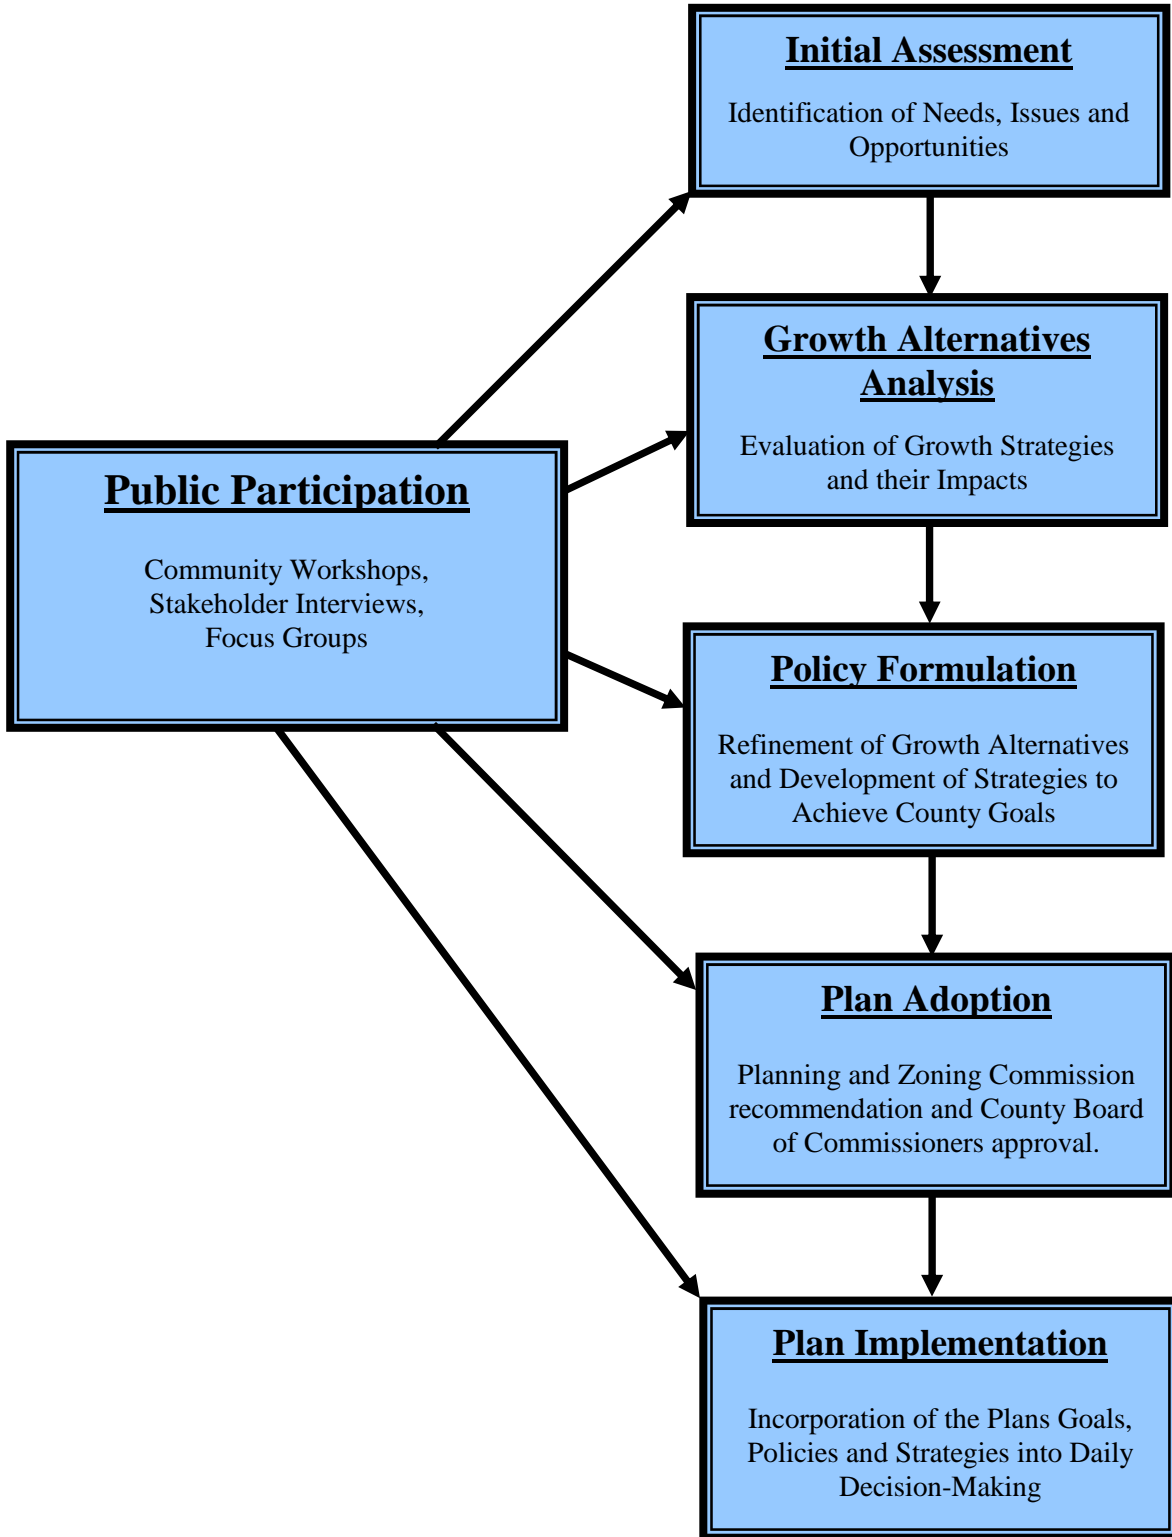 Initial Assessment
Identification of Needs, Issues and
Opportunities
Growth Alternatives
Analysis
Evaluation of Growth Strategies
and their Impacts
Public Participation
Community Workshops,
Stakeholder Interviews,
Focus Groups
Policy Formulation
Refinement of Growth Alternatives
and Development of Strategies to
Achieve County Goals
Plan Adoption
Planning and Zoning Commission
recommendation and County Board
of Commissioners approval.
Plan Implementation
Incorporation of the Plans Goals,
Policies and Strategies into Daily
Decision-Making